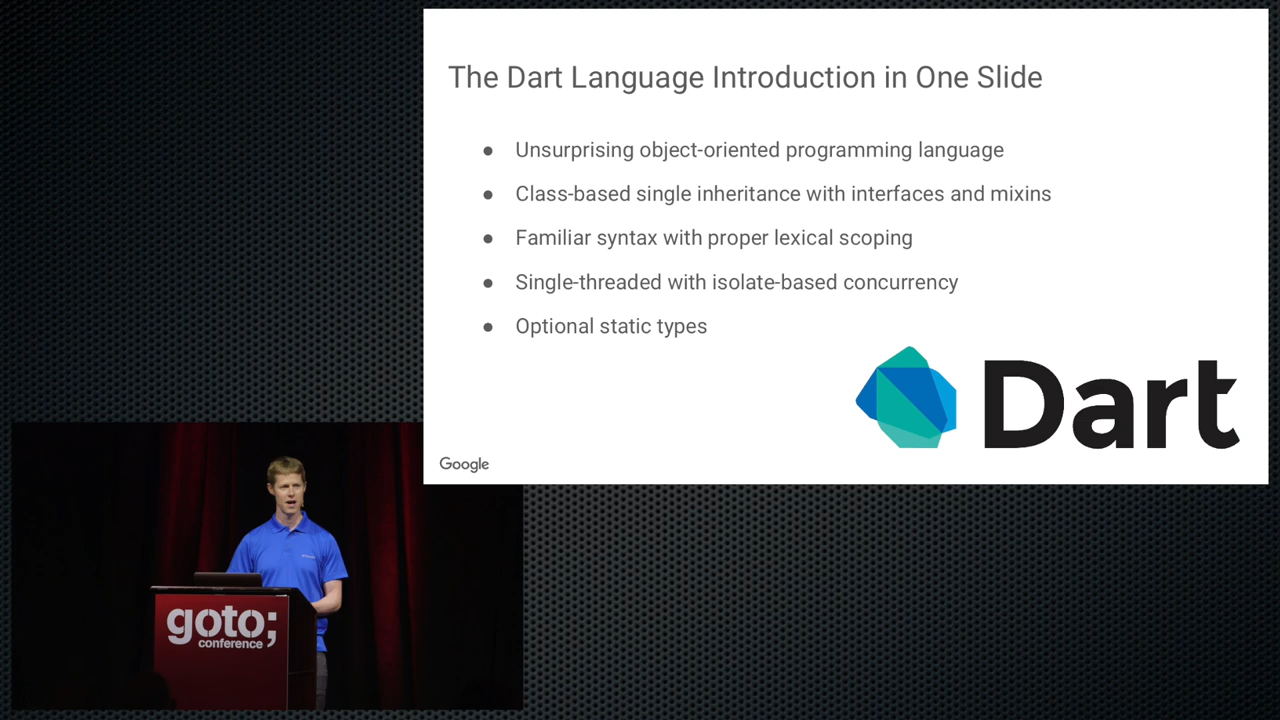 The Dart Language Introduction in One Slide
● Unsurprising object-oriented programming language
● Class-based single inheritance with interfaces and mixins
● Familiar syntax with proper lexical scoping
● Single-threaded with isolate-based concurrency
● Optional static types
Dart
Google
goto;
conference